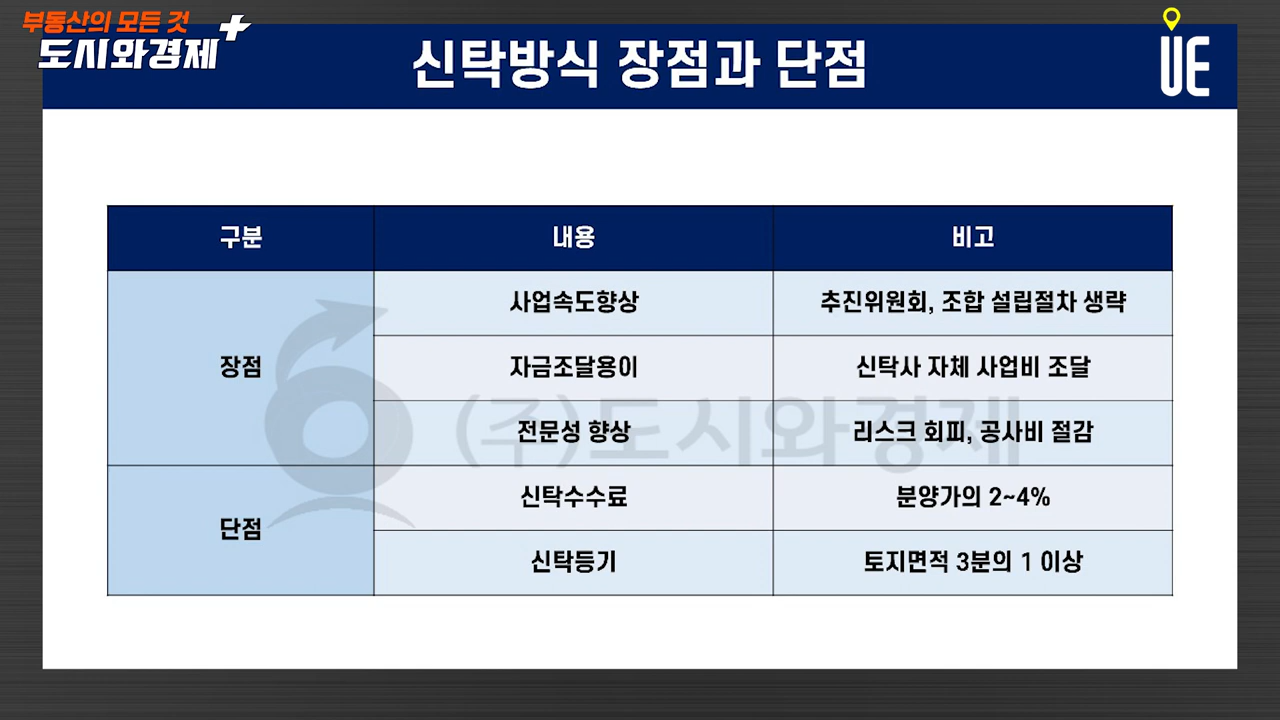 부동산의 모든 것
도시와경제
신탁방식 장점과 단점
UE
구분 내용 비고
장점
사업속도향상 추진위원회, 조합 설립절차 생략
자금조달용이 신탁사 자체 사업비 조달
전문성 향상 리스크 회피, 공사비 절감
단점
신탁수수료 분양가의 2~4%
신탁등기 토지면적 3분의 1 이상
(주)도시와경제